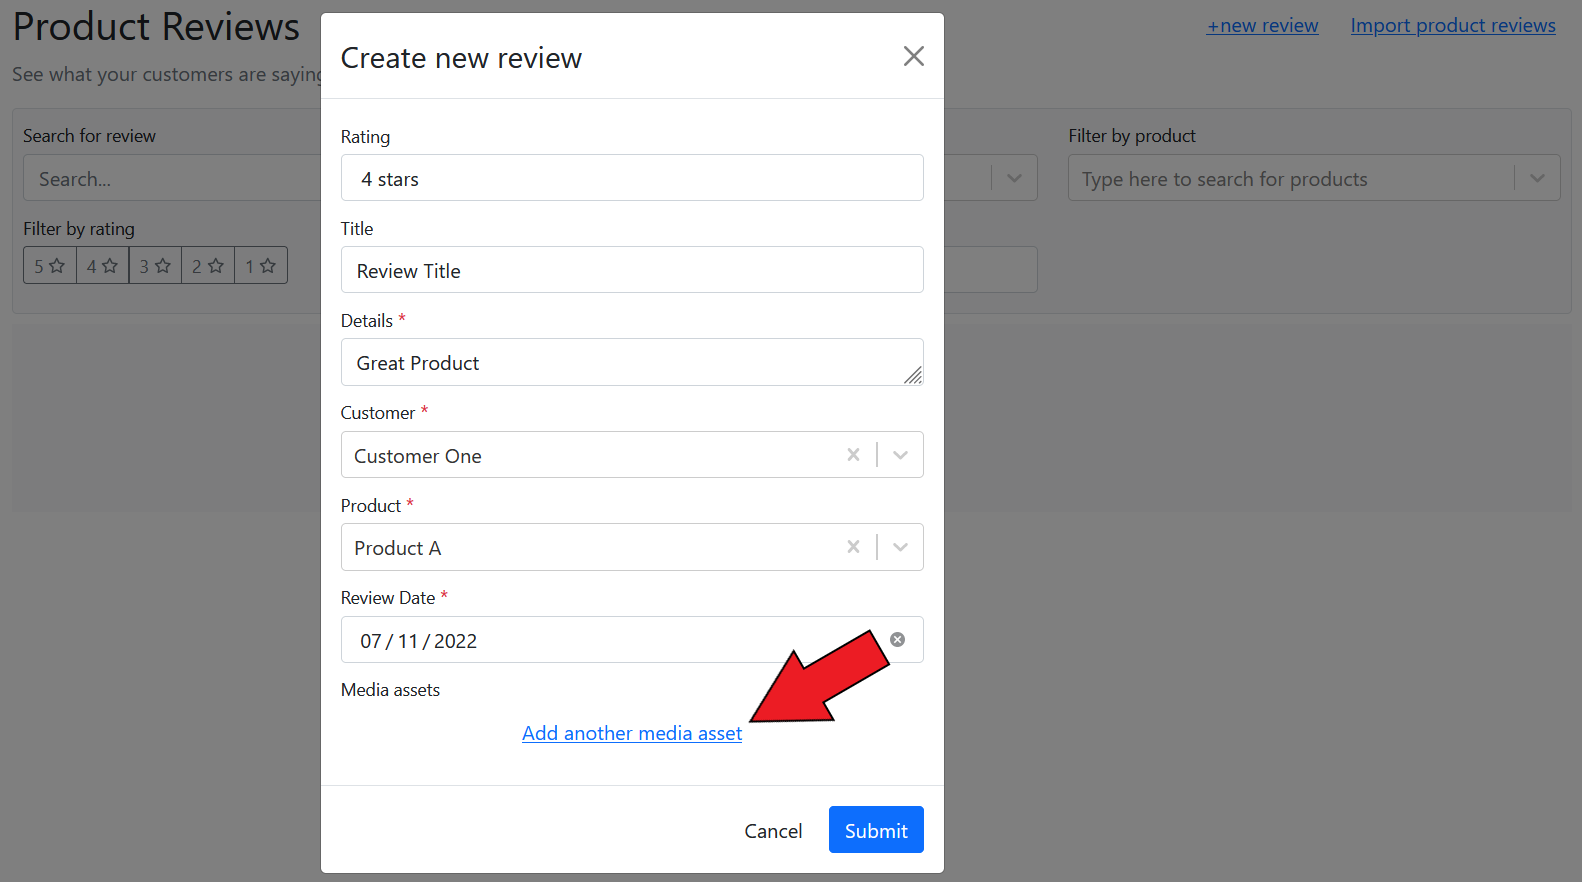 Product Reviews
+new review
Import product reviews
See what your customers are saying
Search for review
Filter by product
Search...
Type here to search for products
Filter by rating
5
4
3
2
1
Create new review
Rating
4 stars
Title
Review Title
Details *
Great Product
Customer *
Customer One
Product *
Product A
Review Date *
07 / 11 / 2022
Media assets
Add another media asset
Cancel
Submit